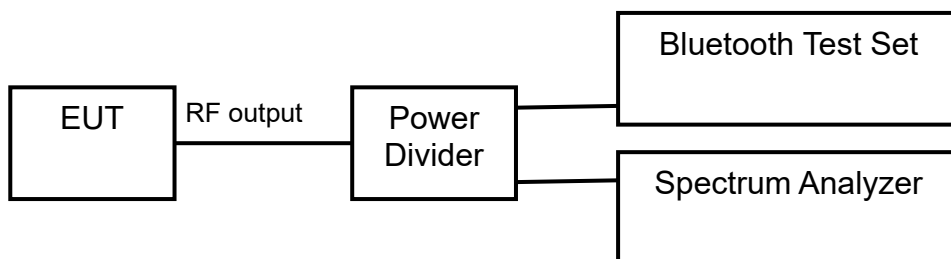 Bluetooth Test Set
EUT
RF output
Power
Divider
Spectrum Analyzer